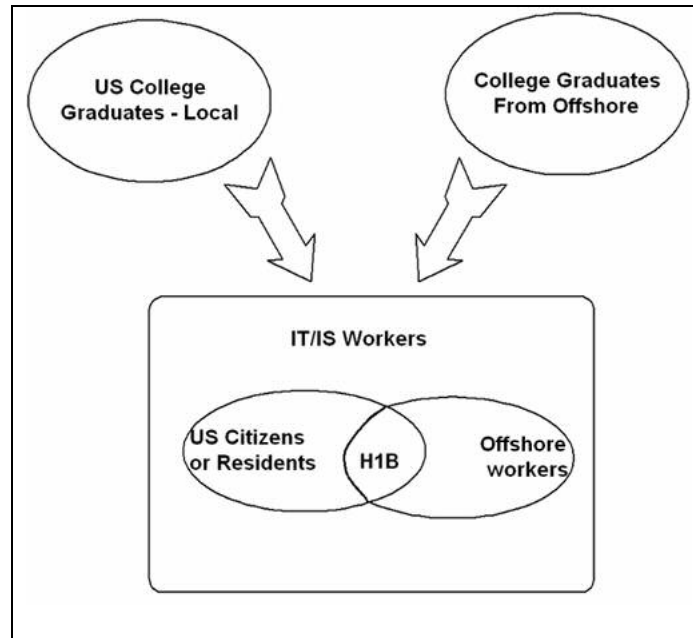 US College
Graduates - Local
College Graduates
From Offshore
IT/IS Workers
US Citizens
or Residents
H1B
Offshore
workers